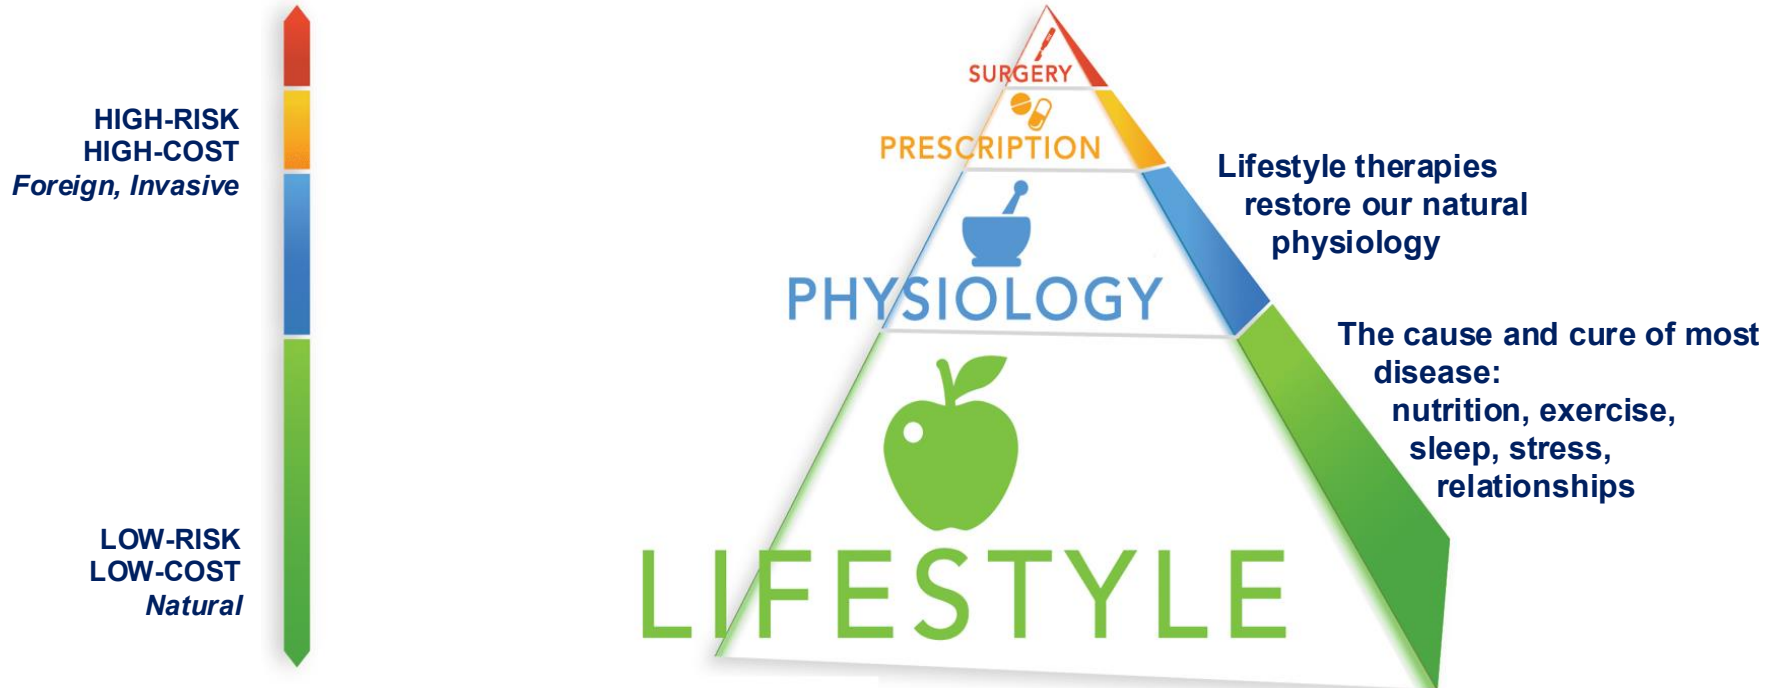 HIGH-RISK
HIGH-COST
Foreign, Invasive
LOW-RISK
LOW-COST
Natural
SURGERY
PRESCRIPTION
PHYSIOLOGY
LIFESTYLE
Lifestyle therapies
restore our natural
physiology
The cause and cure of most
disease:
nutrition, exercise,
sleep, stress,
relationships